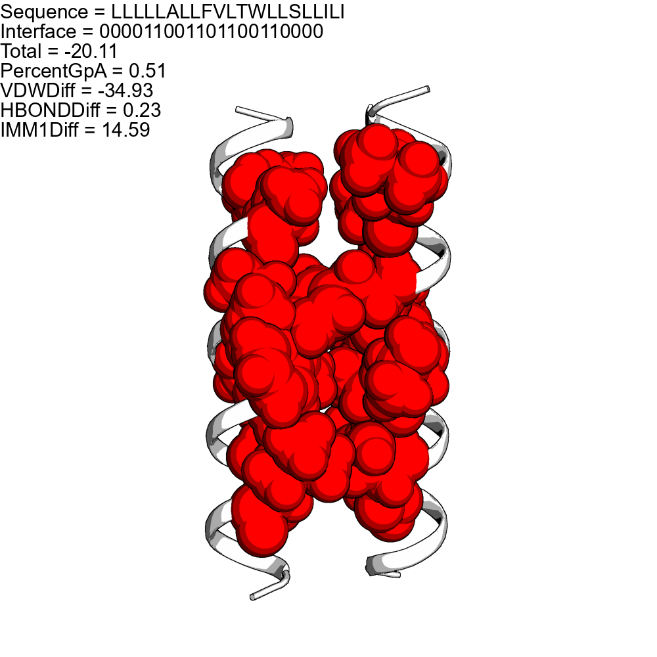 Sequence = LLLLLALLFVLTWLLSLLILI
Interface = 000011001101100110000
Total = -20.11
PercentGpA = 0.51
VDWDiff = -34.93
HBONDDiff = 0.23
IMM1Diff = 14.59